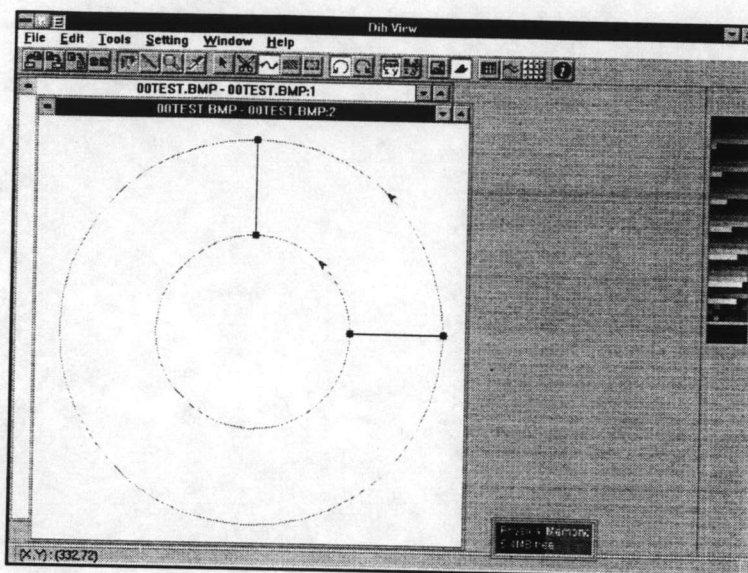 Dib View
File Edit Tools Setting Window Help
00TEST.BMP - 00TEST.BMP:1
00TEST.BMP - 00TEST.BMP:2
(X,Y) : (332,72)